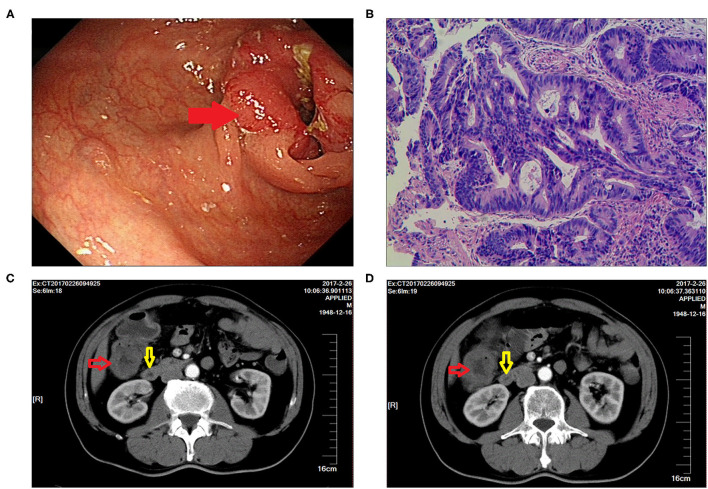 A
B
C
Ex:CT20170226094925
Se:6Im:18
2017-2-26
10:06:36.901113
APPLIED
M
1948-12-16
[R]
16cm
D
Ex:CT20170226094925
Se:6Im:19
2017-2-26
10:06:37.363110
APPLIED
M
1948-12-16
[R]
16cm